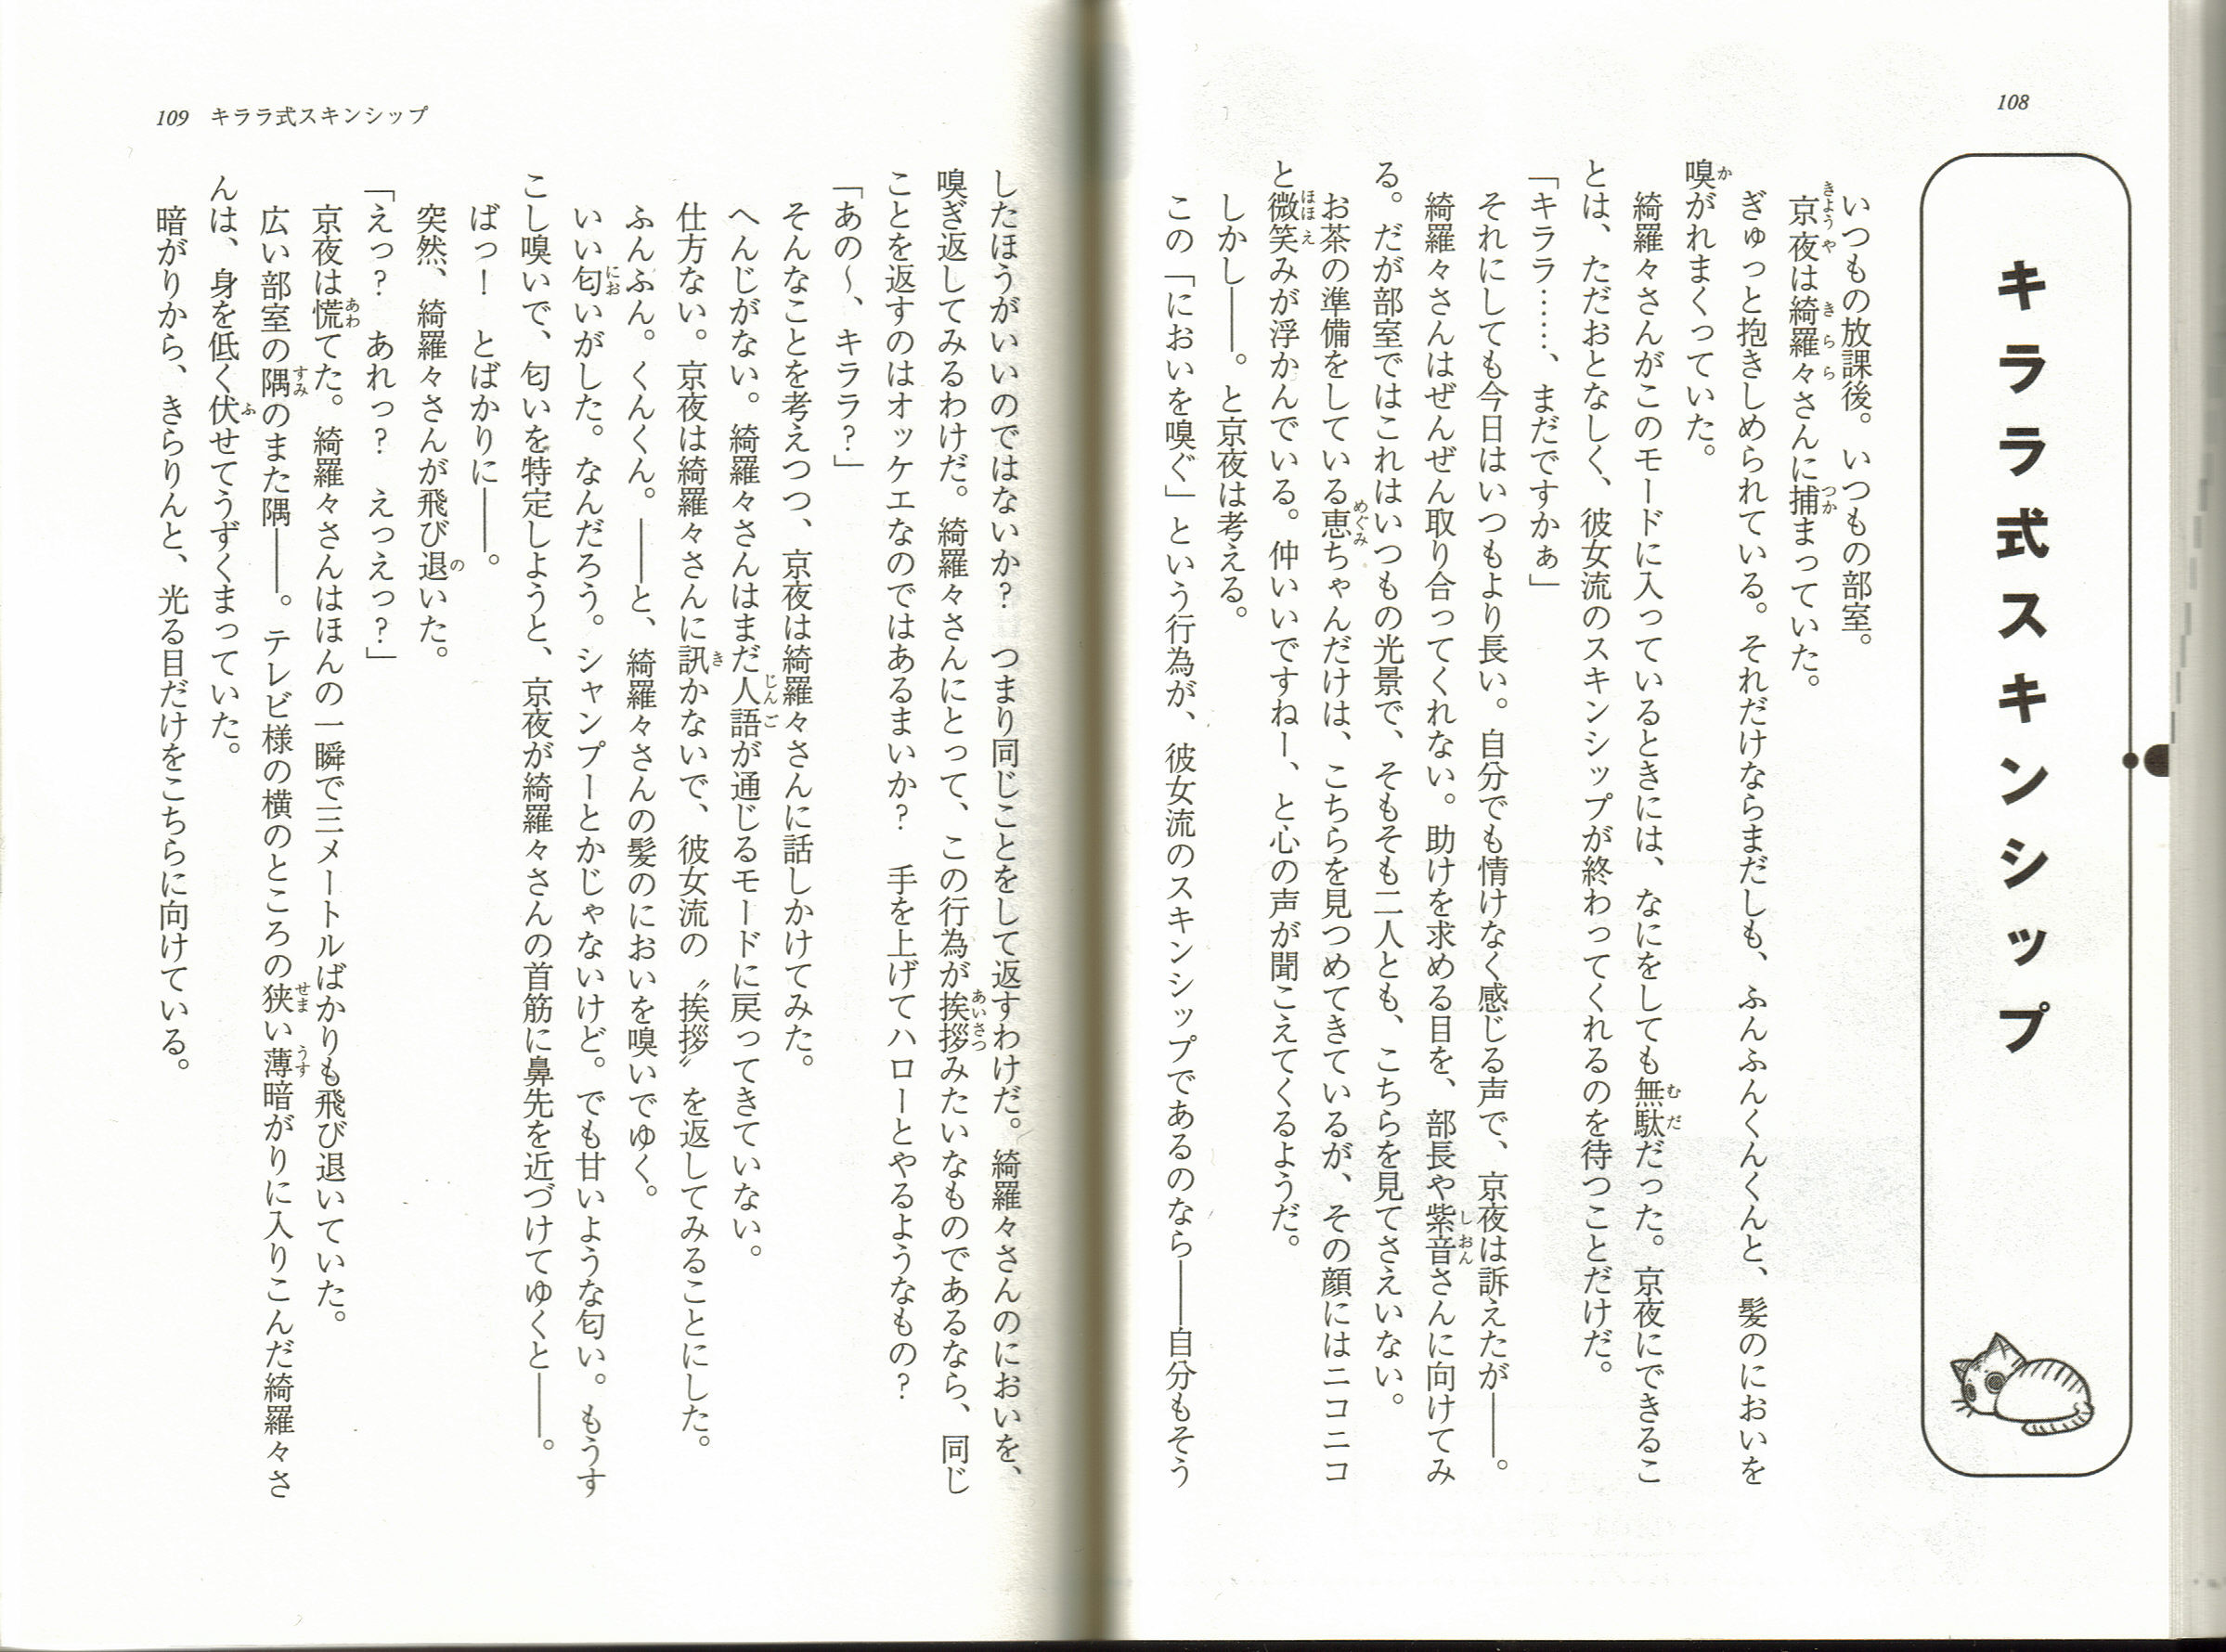 108
キララ式スキンシップ
いつもの放課後。いつもの部室。
京夜は綺羅々さんに捕まっていた。
ぎゅっと抱きしめられている。それだけならまだしも、ふんふんくんくんと、髪のにおいを
嗅がれまくっていた。
綺羅々さんがこのモードに入っているときには、なにをしても無駄だった。京夜にできるこ
とは、ただおとなしく、彼女流のスキンシップが終わってくれるのを待つことだけだ。
「キララ……、まだですかぁ」
それにしても今日はいつもより長い。自分でも情けなく感じる声で、京夜は訴えたが――。
綺羅々さんはぜんぜん取り合ってくれない。助けを求める目を、部長や紫音さんに向けてみ
る。だが部室ではこれはいつもの光景で、そもそも二人とも、こちらを見てさえいない。
お茶の準備をしている恵ちゃんだけは、こちらを見つめてきているが、その顔にはニコニコ
と微笑みが浮かんでいる。仲いいですねー、と心の声が聞こえてくるようだ。
しかし――。と京夜は考える。
この「においを嗅ぐ」という行為が、彼女流のスキンシップであるのなら――自分もそう
したほうがいいのではないか？　つまり同じことをして返すわけだ。綺羅々さんのにおいを、
嗅ぎ返してみるわけだ。綺羅々さんにとって、この行為が挨拶みたいなものであるなら、同じ
ことを返すのはオッケエなのではあるまいか？　手を上げてハローとやるようなもの？
「あの～、キララ？」
そんなことを考えつつ、京夜は綺羅々さんに話しかけてみた。
へんじがない。綺羅々さんはまだ人語が通じるモードに戻ってきていない。
仕方ない。京夜は綺羅々さんに訊かないで、彼女流の〝挨拶〟を返してみることにした。
ふんふん。くんくん。――と、綺羅々さんの髪のにおいを嗅いでゆく。
いい匂いがした。なんだろう。シャンプーとかじゃないけど。でも甘いような匂い。もうす
こし嗅いで、匂いを特定しようと、京夜が綺羅々さんの首筋に鼻先を近づけてゆくと――。
ばっ！　とばかりに――。
突然、綺羅々さんが飛び退いた。
「えっ？　あれっ？　えっえっ？」
京夜は慌てた。綺羅々さんはほんの一瞬で三メートルばかりも飛び退いていた。
広い部室の隅のまた隅――。テレビ様の横のところの狭い薄暗がりに入りこんだ綺羅々さ
んは、身を低く伏せてうずくまっていた。
暗がりから、きらりんと、光る目だけをこちらに向けている。
109 キララ式スキンシップ